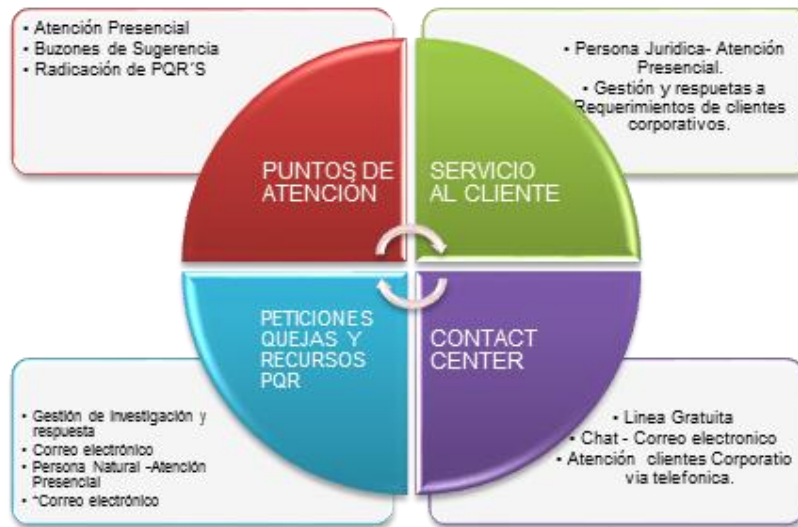 • Atención Presencial
• Buzones de Sugerencia
• Radicación de PQR´S
• Persona Juridica- Atención
Presencial.
• Gestión y respuetas a
Requerimientos de clientes
corporativos.
PUNTOS DE
ATENCIÓN
SERVICIO
AL CLIENTE
PETICIONES
QUEJAS Y
RECURSOS
PQR
CONTACT
CENTER
• Gestión de Investigación y
respuesta
• Correo electrónico
• Persona Natural -Atención
Presencial
• *Correo electrónico
• Linea Gratuita
• Chat - Correo electronico
• Atención clientes Corporatio
via telefonica.